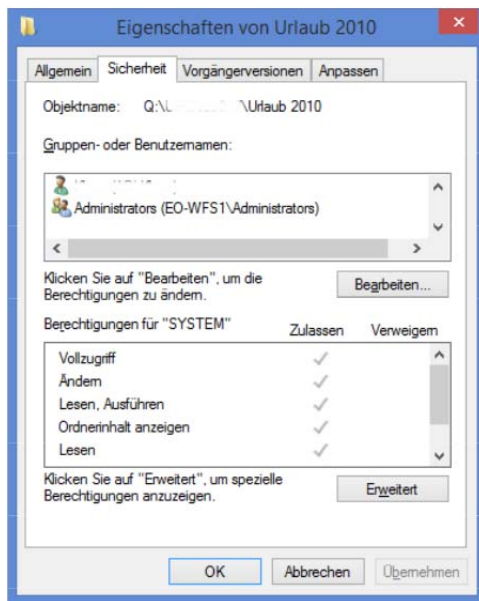 Eigenschaften von Urlaub 2010
Allgemein Sicherheit Vorgängerversionen Anpassen
Objektname: Q:\ \Urlaub 2010
Gruppen- oder Benutzernamen:
Administrators (EO-WFS1\Administrators)
Klicken Sie auf "Bearbeiten", um die
Berechtigungen zu ändern.
Bearbeiten...
Berechtigungen für "SYSTEM" Zulassen Verweigern
Vollzugriff
Ändern
Lesen, Ausführen
Ordnerinhalt anzeigen
Lesen
Klicken Sie auf "Erweitert", um spezielle
Berechtigungen anzuzeigen.
Erweitert
OK Abbrechen Übernehmen